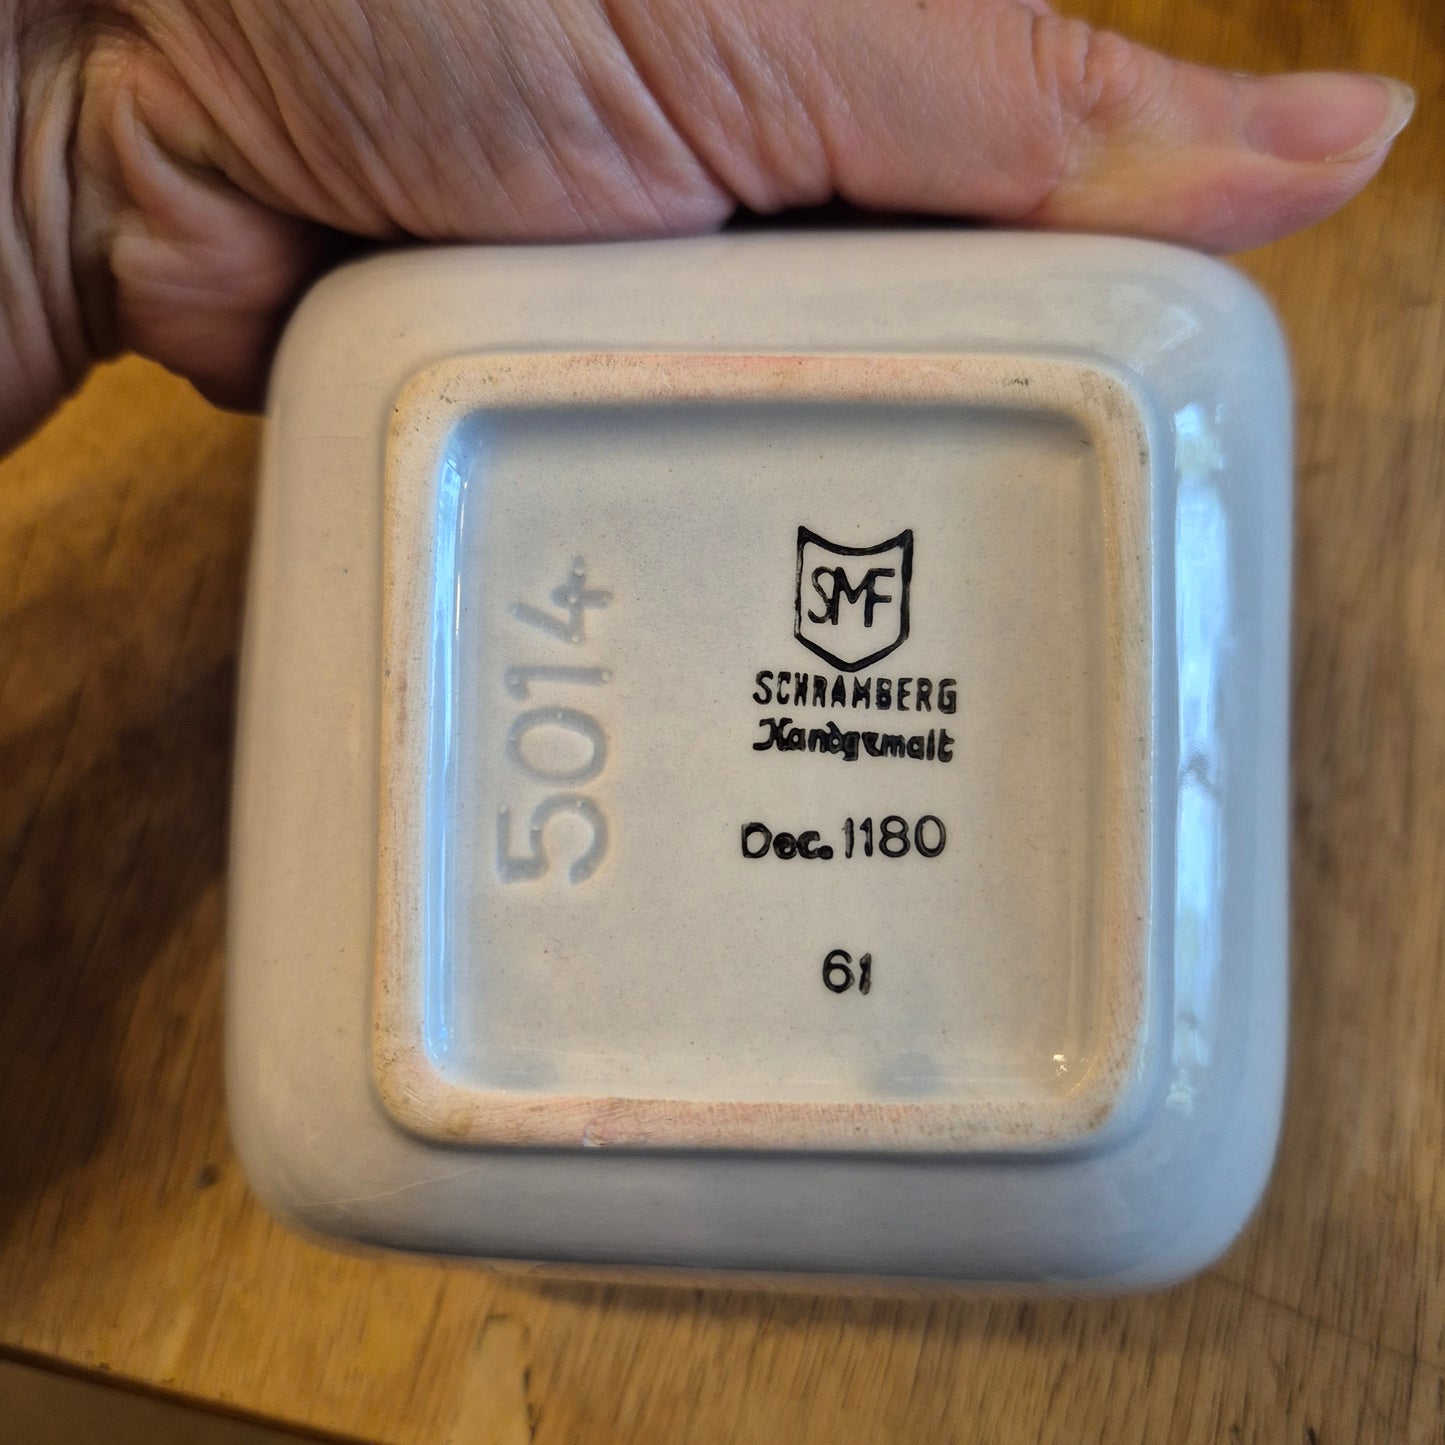 5014
SMF
SCHRAMBERG
Handgemalt
Dec. 1180
61